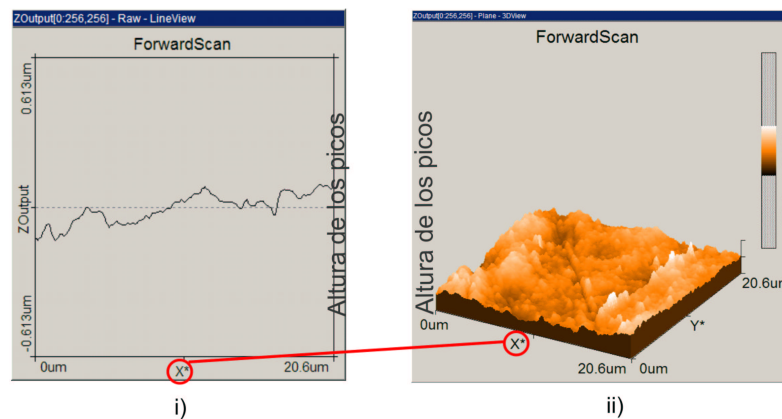 ZOutput[0:256,256] - Raw - LineView
ForwardScan
0.613um
ZOutput
-0.613um
Altura de los picos
0um
X*
20.6um
i)
ZOutput[0:256,256] - Plane - 3DView
ForwardScan
Altura de los picos
0um
X*
20.6um
0um
Y*
20.6um
ii)